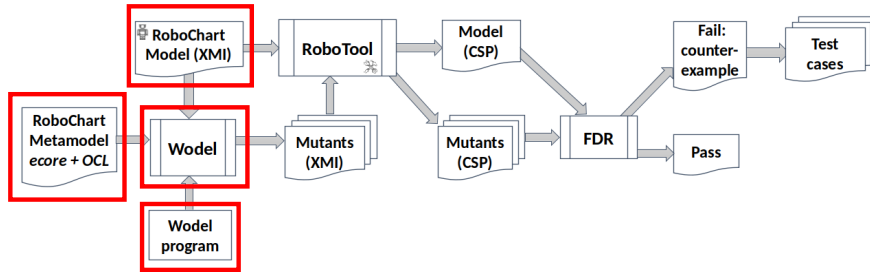 RoboChart
Model (XMI)
RoboTool
Model
(CSP)
Fail:
counter-
example
Test
cases
RoboChart
Metamodel
ecore + OCL
Wodel
Mutants
(XMI)
Mutants
(CSP)
FDR
Pass
Wodel
program